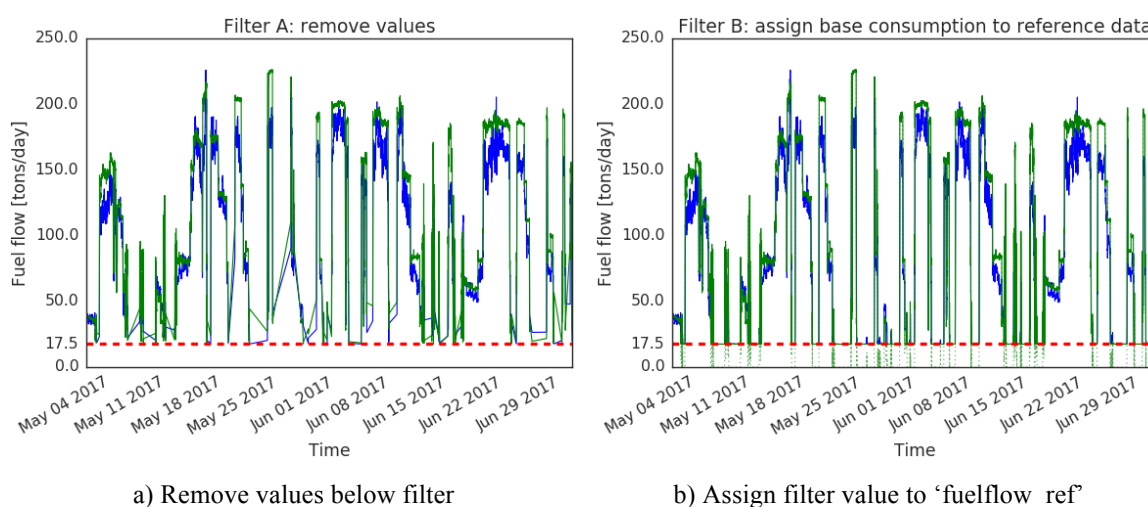 Filter A: remove values
250.0
200.0
150.0
100.0
50.0
17.5
0.0
Fuel flow [tons/day]
May 04 2017
May 11 2017
May 18 2017
May 25 2017
Jun 01 2017
Jun 08 2017
Jun 15 2017
Jun 22 2017
Jun 29 2017
Time
a) Remove values below filter
Filter B: assign base consumption to reference data
250.0
200.0
150.0
100.0
50.0
17.5
0.0
Fuel flow [tons/day]
May 04 2017
May 11 2017
May 18 2017
May 25 2017
Jun 01 2017
Jun 08 2017
Jun 15 2017
Jun 22 2017
Jun 29 2017
Time
b) Assign filter value to ‘fuelflow_ref’